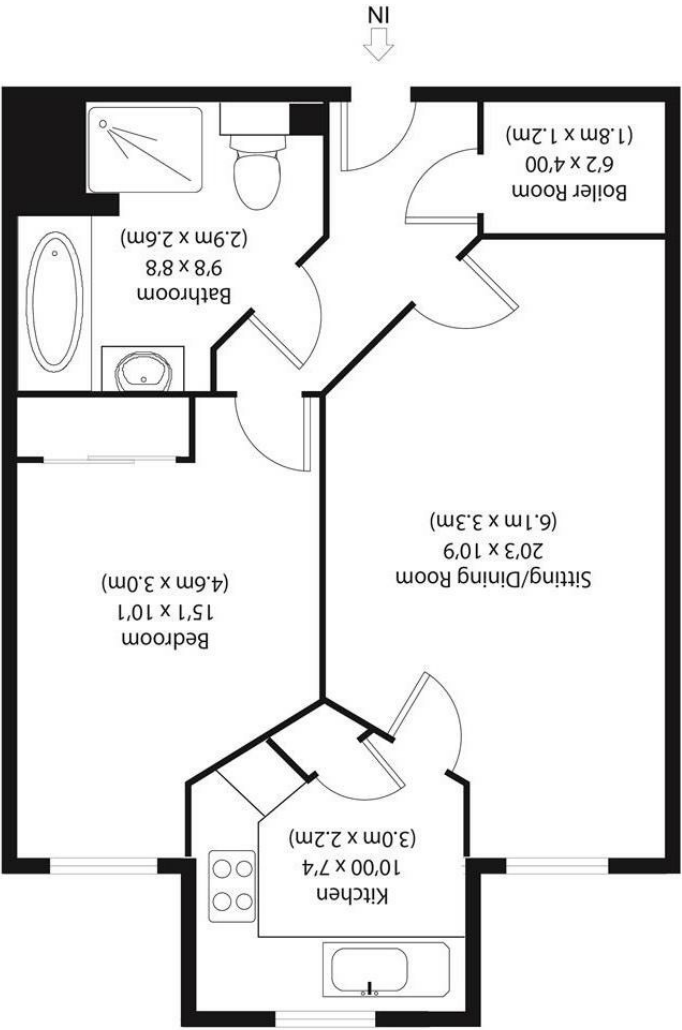 Kitchen
10'00 x 7'4
(3.0m x 2.2m)
Bedroom
15'1 x 10'1
(4.6m x 3.0m)
Sitting/Dining Room
20'3 x 10'9
(6.1m x 3.3m)
Bathroom
9'8 x 8'8
(2.9m x 2.6m)
Boiler Room
6'2 x 4'00
(1.8m x 1.2m)
IN